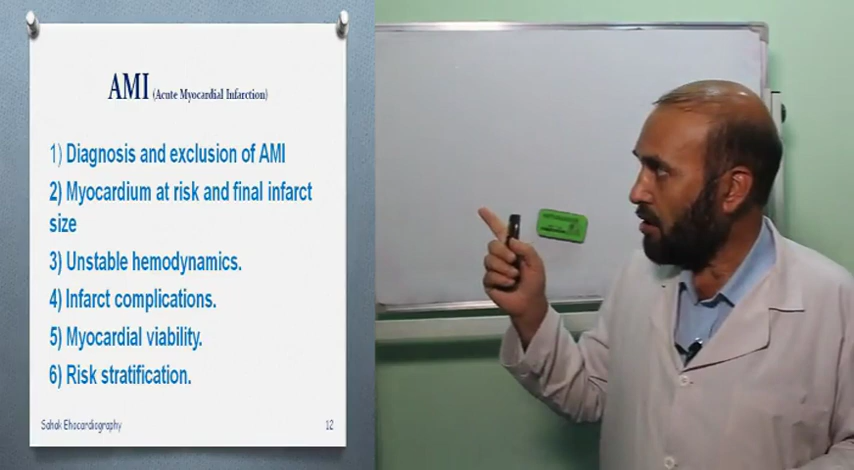 AMI (Acute Myocardial Infarction)
1) Diagnosis and exclusion of AMI
2) Myocardium at risk and final infarct
size
3) Unstable hemodynamics.
4) Infarct complications.
5) Myocardial viability.
6) Risk stratification.
Sahak Ehocardiography 12